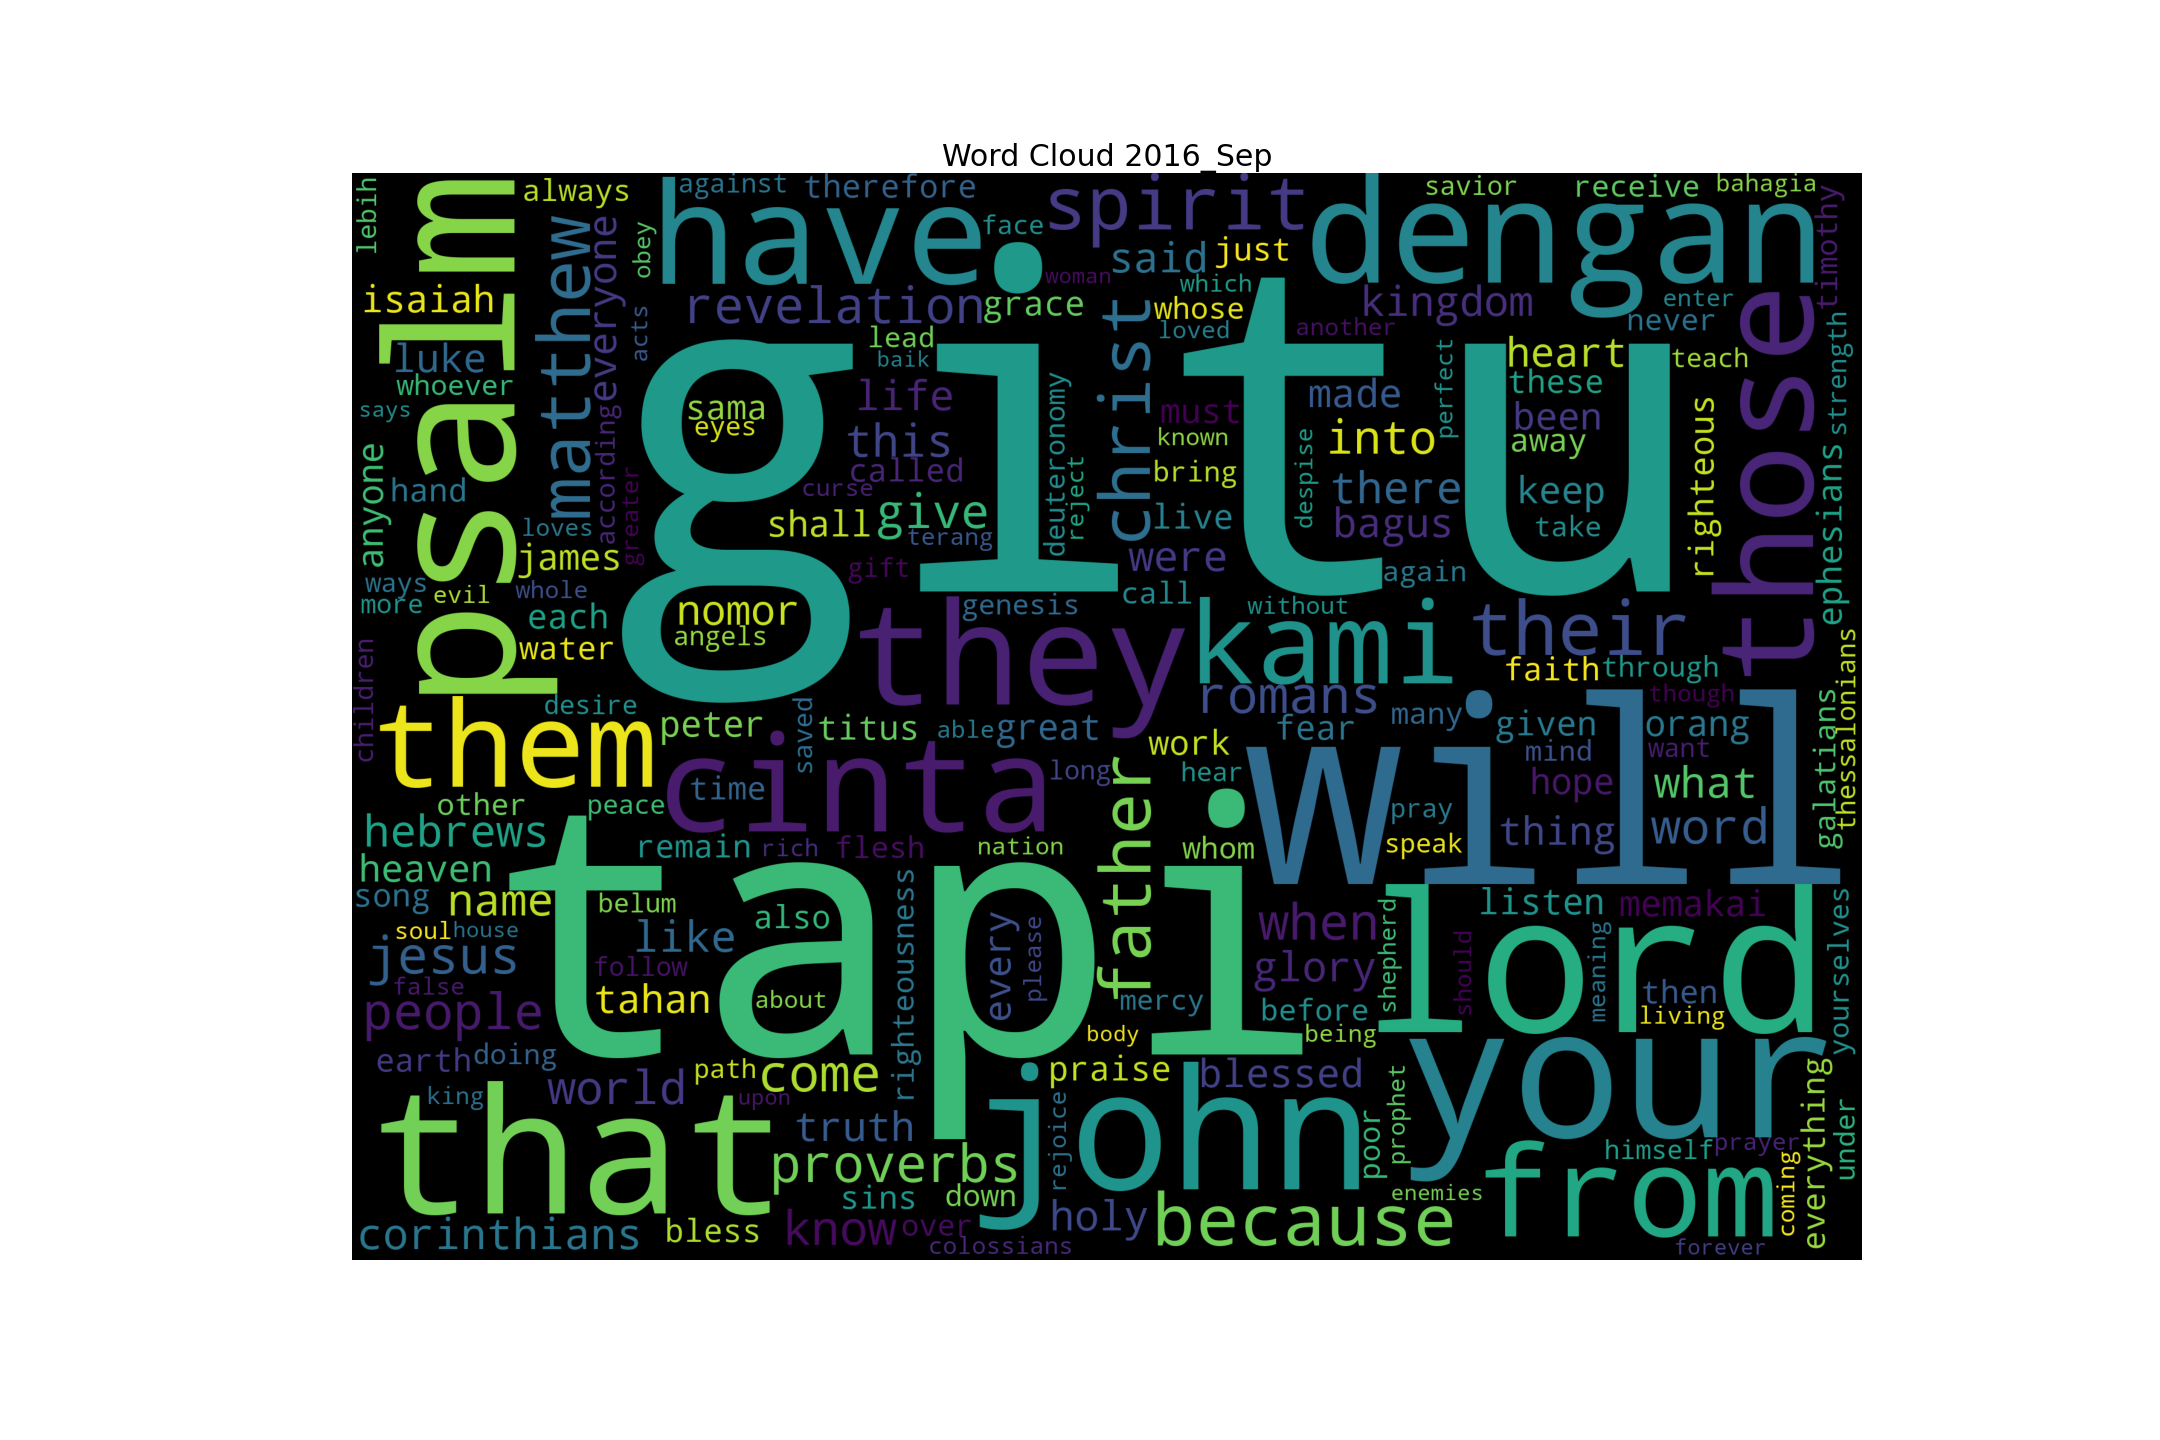 Word Cloud 2016_Sep
lebih
psalm
always
have
against
therefore
spirit
savior
receive
bahagia
dengan
timothy
matthew
everyone
obey
face
said
just
woman
which
isaiah
acts
revelation
grace
christ
whose
kingdom
enter
never
those
luke
lead
baik
gitu
loved
another
heart
teach
strength
whoever
says
sama
eyes
life
deuteronomy
must
made
perfect
these
been
righteous
anyone
hand
according
this
called
curse
known
bring
despise
into
there
away
keep
ephesians
loves
greater
shall
give
reject
live
bagus
take
james
terang
were
ways
more
evil
whole
gift
again
each
nomor
genesis
call
without
water
angels
they
kami
their
thessalonians
children
faith
through
them
desire
saved
romans
though
peter
titus
able
great
fear
many
given
orang
galatians
cinta
work
will
mind
want
time
long
father
hear
hope
what
other
peace
pray
hebrews
remain
rich
flesh
nation
whom
speak
thing
word
heaven
tapi
song
name
belum
also
righteousness
when
lord
listen
memakai
yourselves
soul
house
like
every
please
shepherd
should
meaning
jesus
follow
glory
false
tahan
about
mercy
before
then
living
people
body
being
earth
doing
path
come
praise
blessed
your
world
king
upon
john
poor
prophet
everything
that
truth
rejoice
under
proverbs
himself
prayer
from
coming
sins
down
enemies
corinthians
bless
know
over
holy
because
colossians
forever